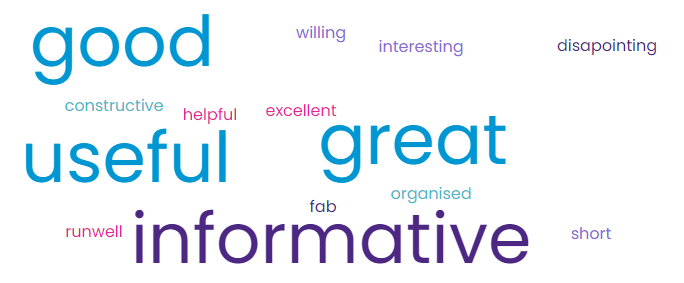 good
willing
interesting
disapointing
constructive
helpful
excellent
useful
great
organised
fab
runwell
informative
short